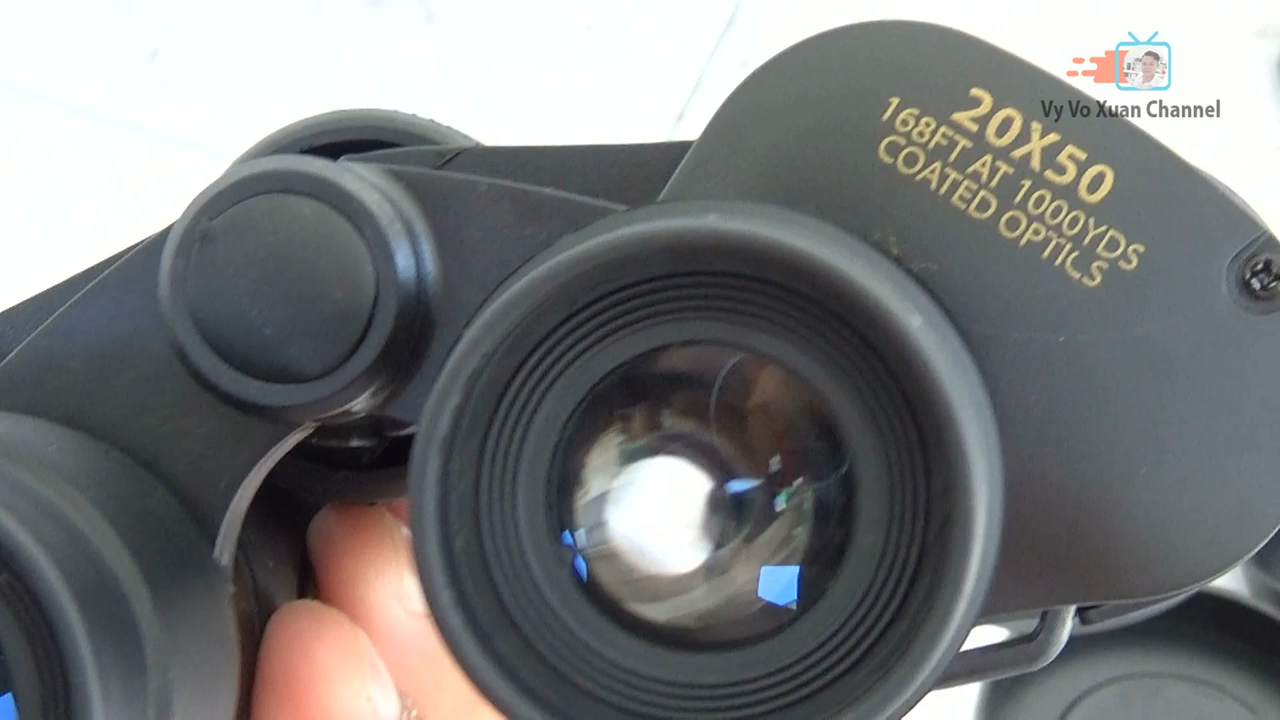 Vy Vo Xuan Channel
20X50
168FT AT 1000YDS
COATED OPTICS